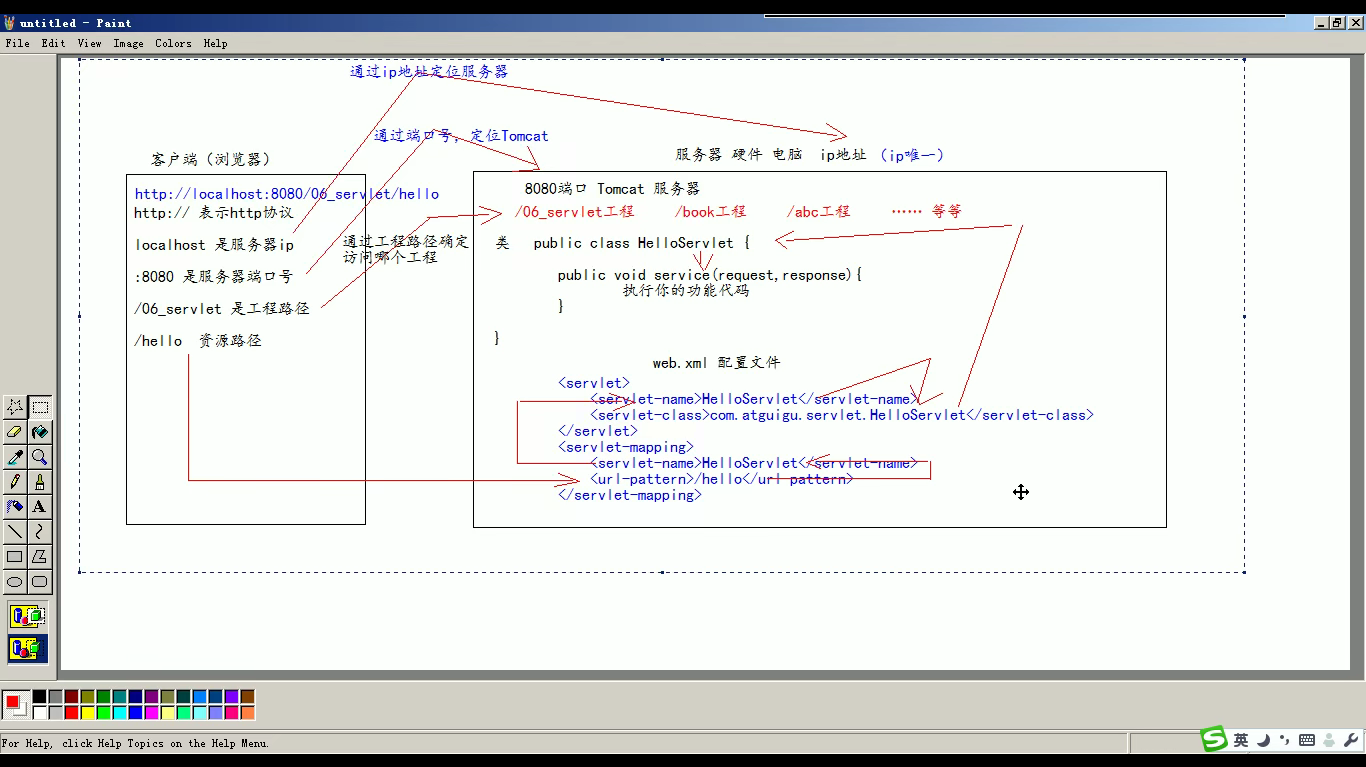 untitled - Paint
File Edit View Image Colors Help
通过ip地址定位服务器
通过端口号，定位Tomcat
客户端（浏览器）
服务器 硬件 电脑 ip地址 （ip唯一）
http://localhost:8080/06_servlet/hello
http:// 表示http协议
localhost 是服务器ip
:8080 是服务器端口号
/06_servlet 是工程路径
/hello 资源路径
通过工程路径确定
访问哪个工程
8080端口 Tomcat 服务器
/06_servlet工程 /book工程 /abc工程 …… 等等
类 public class HelloServlet {
public void service(request,response){
执行你的功能代码
}
}
web.xml 配置文件
<servlet>
<servlet-name>HelloServlet</servlet-name>
<servlet-class>com.atguigu.servlet.HelloServlet</servlet-class>
</servlet>
<servlet-mapping>
<servlet-name>HelloServlet</servlet-name>
<url-pattern>/hello</url-pattern>
</servlet-mapping>
A
For Help, click Help Topics on the Help Menu.
S 英